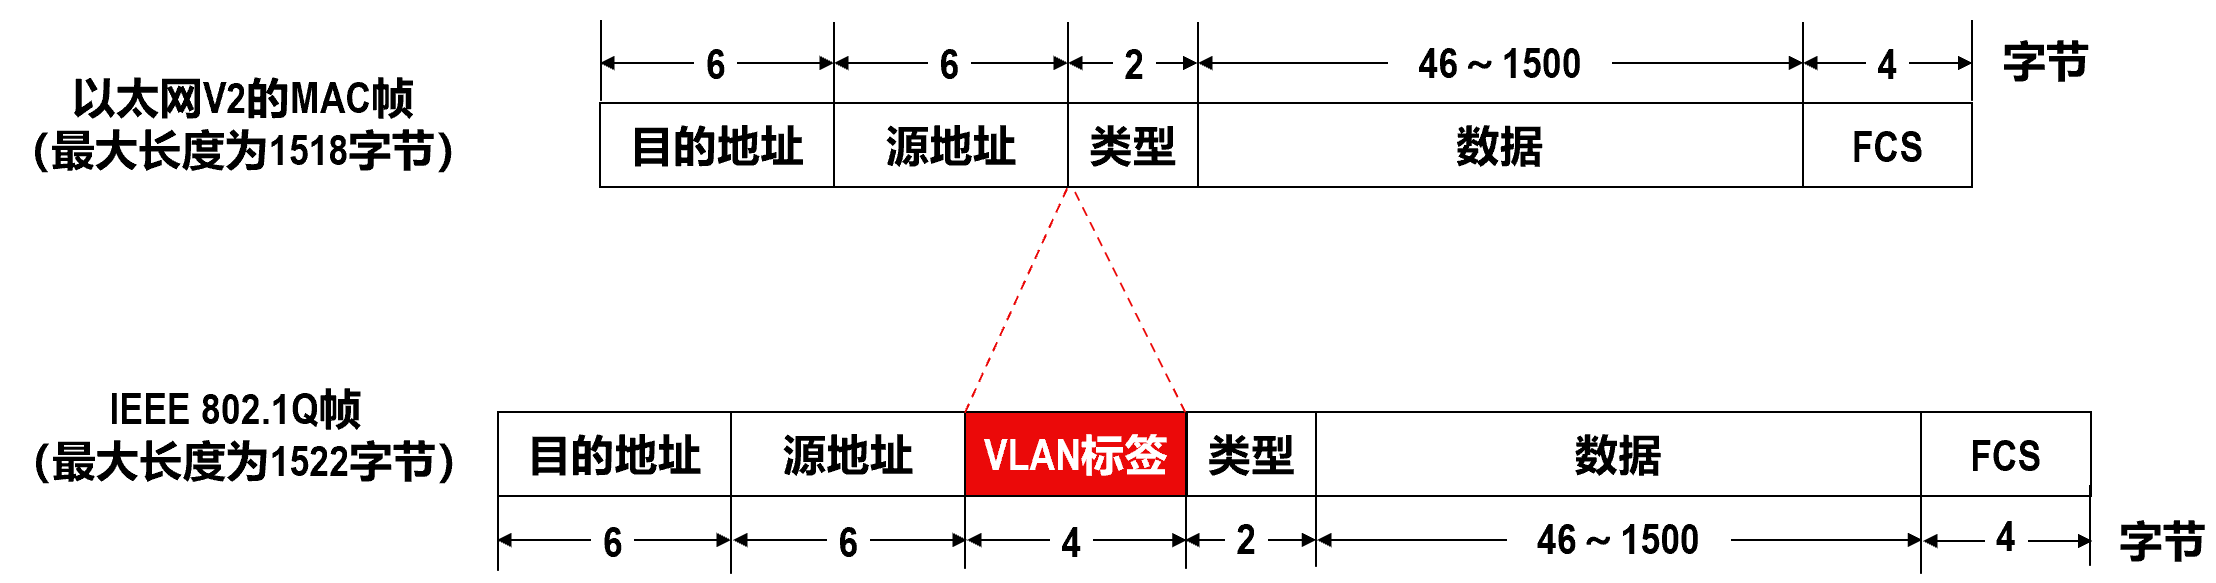 6 6 2 46～1500 4 字节
以太网V2的MAC帧
（最大长度为1518字节）
目的地址 源地址 类型 数据 FCS
IEEE 802.1Q帧
（最大长度为1522字节）
目的地址 源地址 VLAN标签 类型 数据 FCS
6 6 4 2 46～1500 4 字节